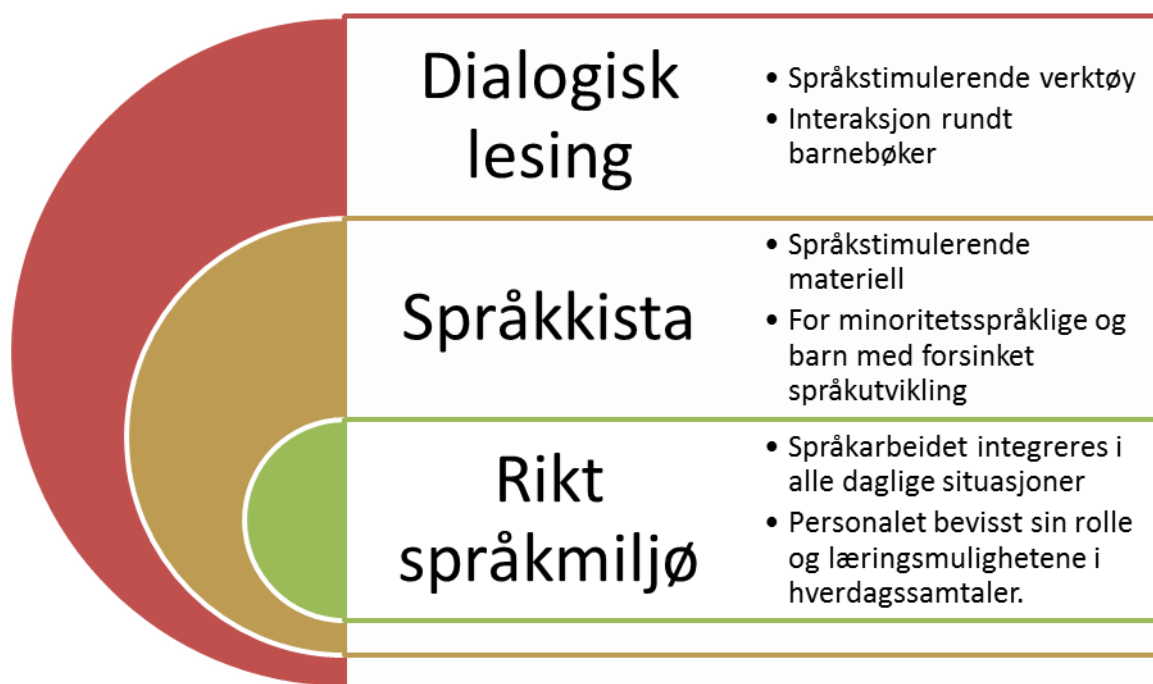 Dialogisk
lesing
• Språkstimulerende verktøy
• Interaksjon rundt
barnebøker
Språkkista
• Språkstimulerende
materiell
• For minoritetsspråklige og
barn med forsinket
språkutvikling
Rikt
språkmiljø
• Språkarbeidet integreres i
alle daglige situasjoner
• Personalet bevisst sin rolle
og læringsmulighetene i
hverdagssamtaler.